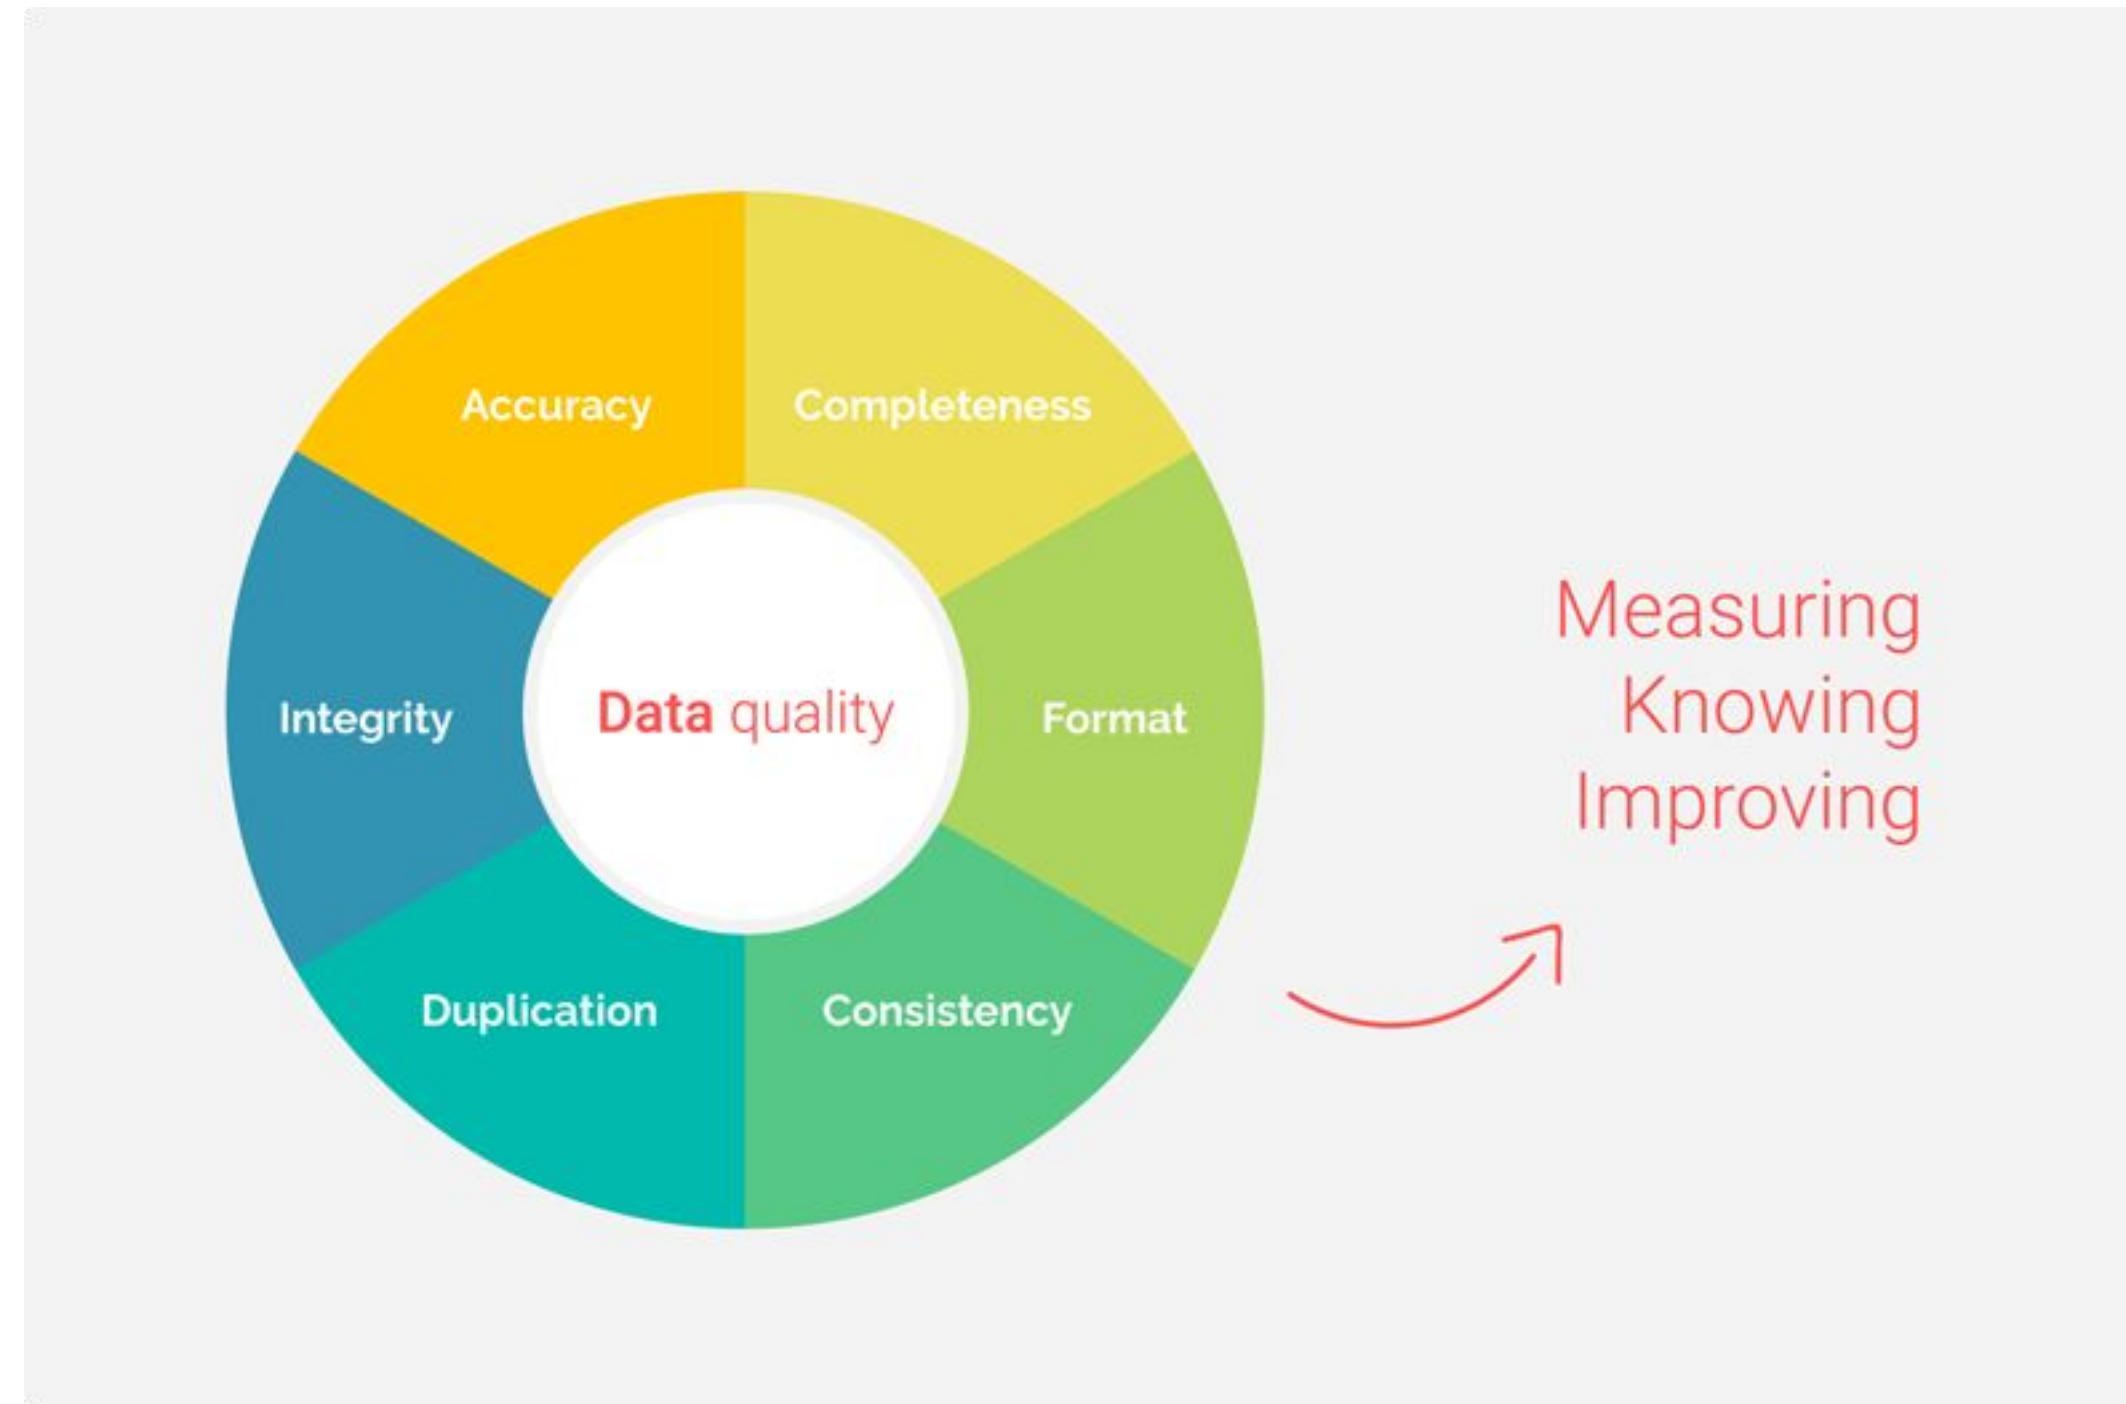 Accuracy
Completeness
Integrity
Data quality
Format
Duplication
Consistency
Measuring
Knowing
Improving